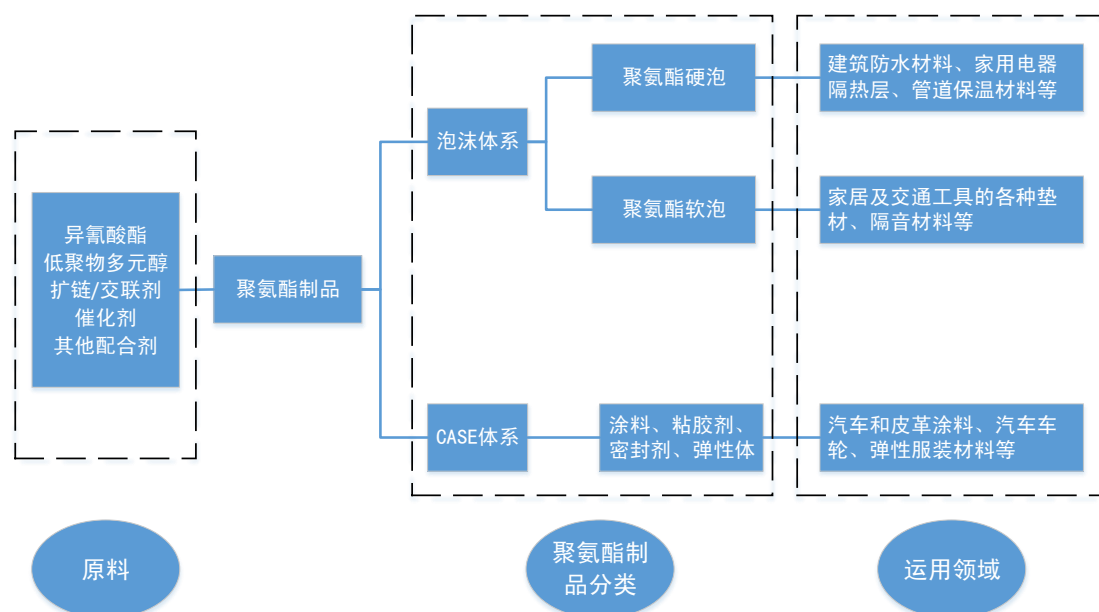 异氰酸酯
低聚物多元醇
扩链/交联剂
催化剂
其他配合剂
聚氨酯制品
泡沫体系
聚氨酯硬泡
建筑防水材料、家用电器
隔热层、管道保温材料等
聚氨酯软泡
家居及交通工具的各种垫
材、隔音材料等
CASE体系
涂料、粘胶剂、
密封剂、弹性体
汽车和皮革涂料、汽车车
轮、弹性服装材料等
原料
聚氨酯制
品分类
运用领域